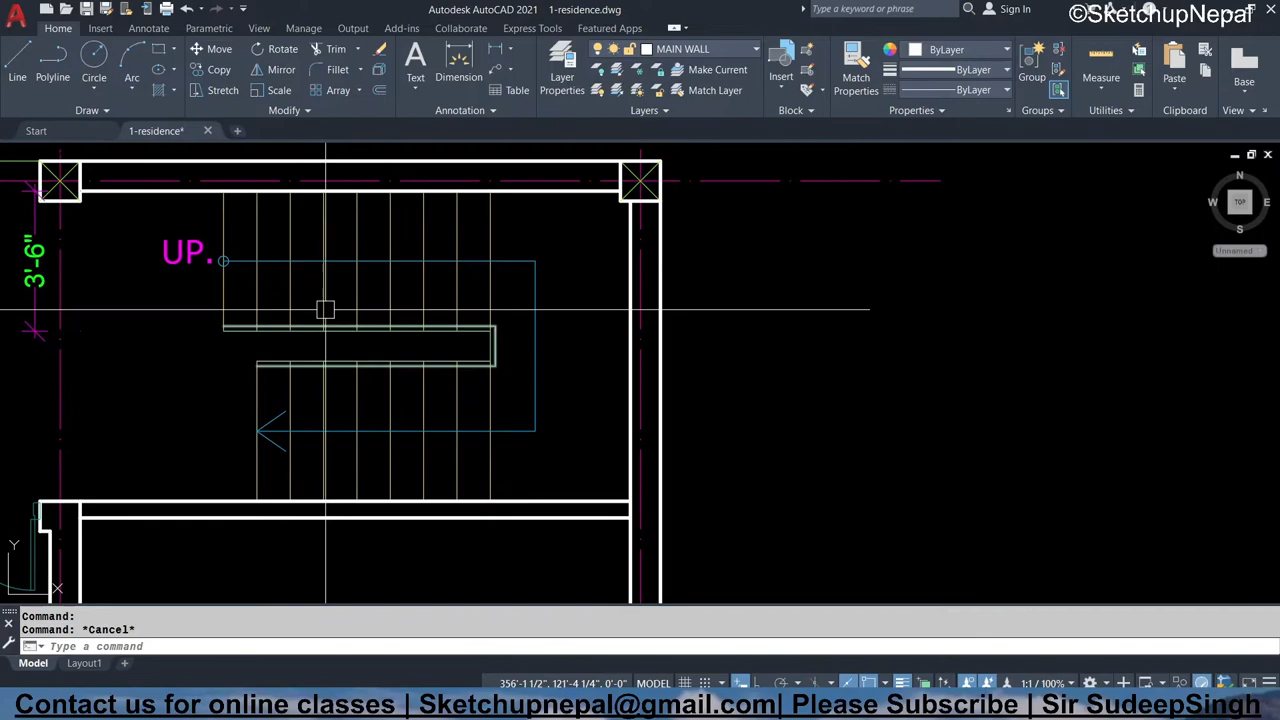 Autodesk AutoCAD 2021 1-residence.dwg
Type a keyword or phrase
Sign In
©SketchupNepal
Home Insert Annotate Parametric View Manage Output Add-ins Collaborate Express Tools Featured Apps
Line
Polyline
Circle
Arc
Move
Rotate
Trim
Copy
Mirror
Fillet
Stretch
Scale
Array
Text
Dimension
Table
Layer
Properties
MAIN WALL
Make Current
Match Layer
Insert
Match
Properties
ByLayer
ByLayer
ByLayer
Group
Measure
Paste
Base
Draw
Modify
Annotation
Layers
Block
Properties
Groups
Utilities
Clipboard
View
Start
1-residence*
N
W TOP E
S
Unnamed
UP.
3'-6"
Y
X
Command:
Command: *Cancel*
Type a command
Model Layout1
356'-1 1/2", 121'-4 1/4", 0'-0" MODEL
1:1 / 100%
Contact us for online classes | Sketchupnepal@gmail.com| Please Subscribe | Sir SudeepSingh